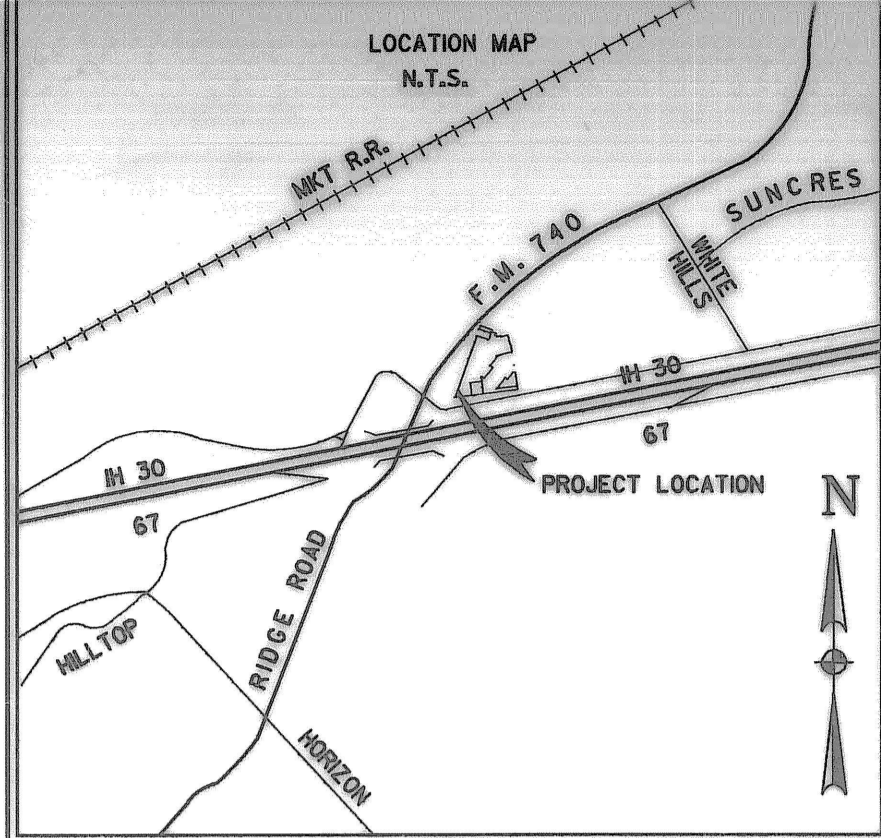 LOCATION MAP
N.T.S.
MKT R.R.
SUNCRES
F.M. 740
WHITE
HILLS
IH 30
67
PROJECT LOCATION
N
IH 30
67
RIDGE ROAD
HILLTOP
HORIZON